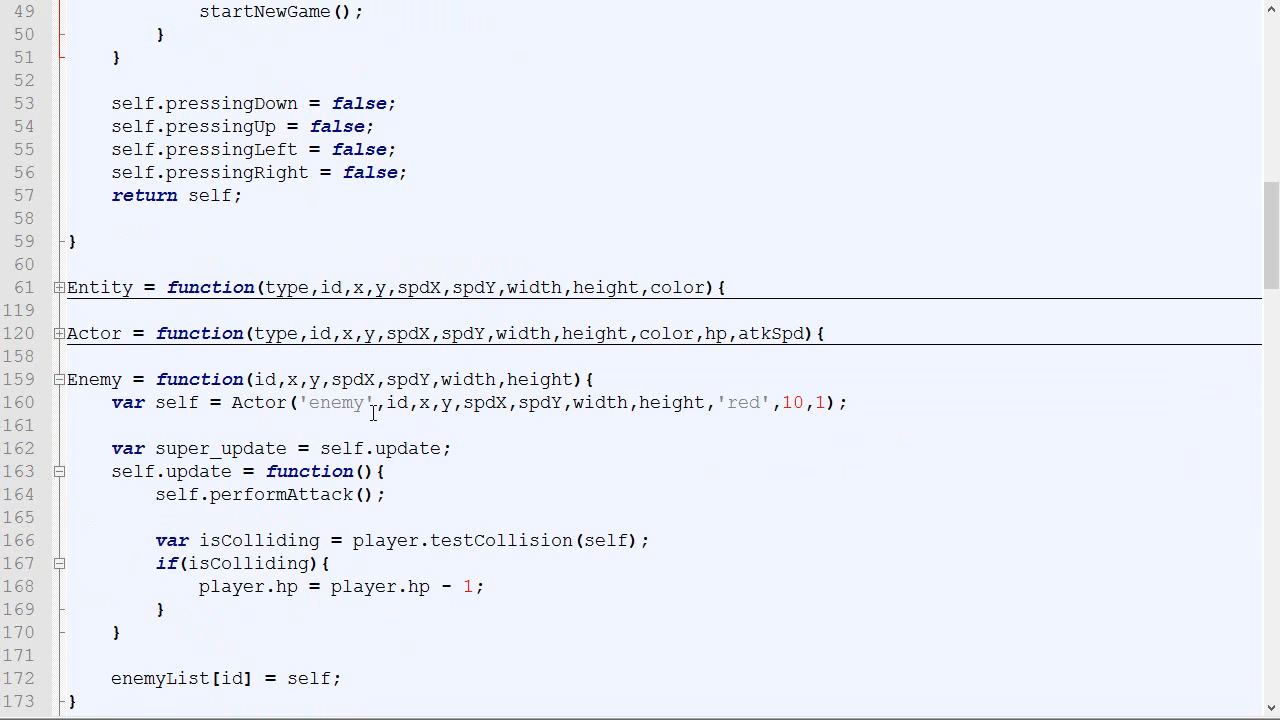 49 startNewGame();
50 }
51 }
52
53 self.pressingDown = false;
54 self.pressingUp = false;
55 self.pressingLeft = false;
56 self.pressingRight = false;
57 return self;
58
59 }
60
61 Entity = function(type,id,x,y,spdX,spdY,width,height,color){
119
120 Actor = function(type,id,x,y,spdX,spdY,width,height,color,hp,atkSpd){
158
159 Enemy = function(id,x,y,spdX,spdY,width,height){
160 var self = Actor('enemy',id,x,y,spdX,spdY,width,height,'red',10,1);
161
162 var super_update = self.update;
163 self.update = function(){
164 self.performAttack();
165
166 var isColliding = player.testCollision(self);
167 if(isColliding){
168 player.hp = player.hp - 1;
169 }
170 }
171
172 enemyList[id] = self;
173 }